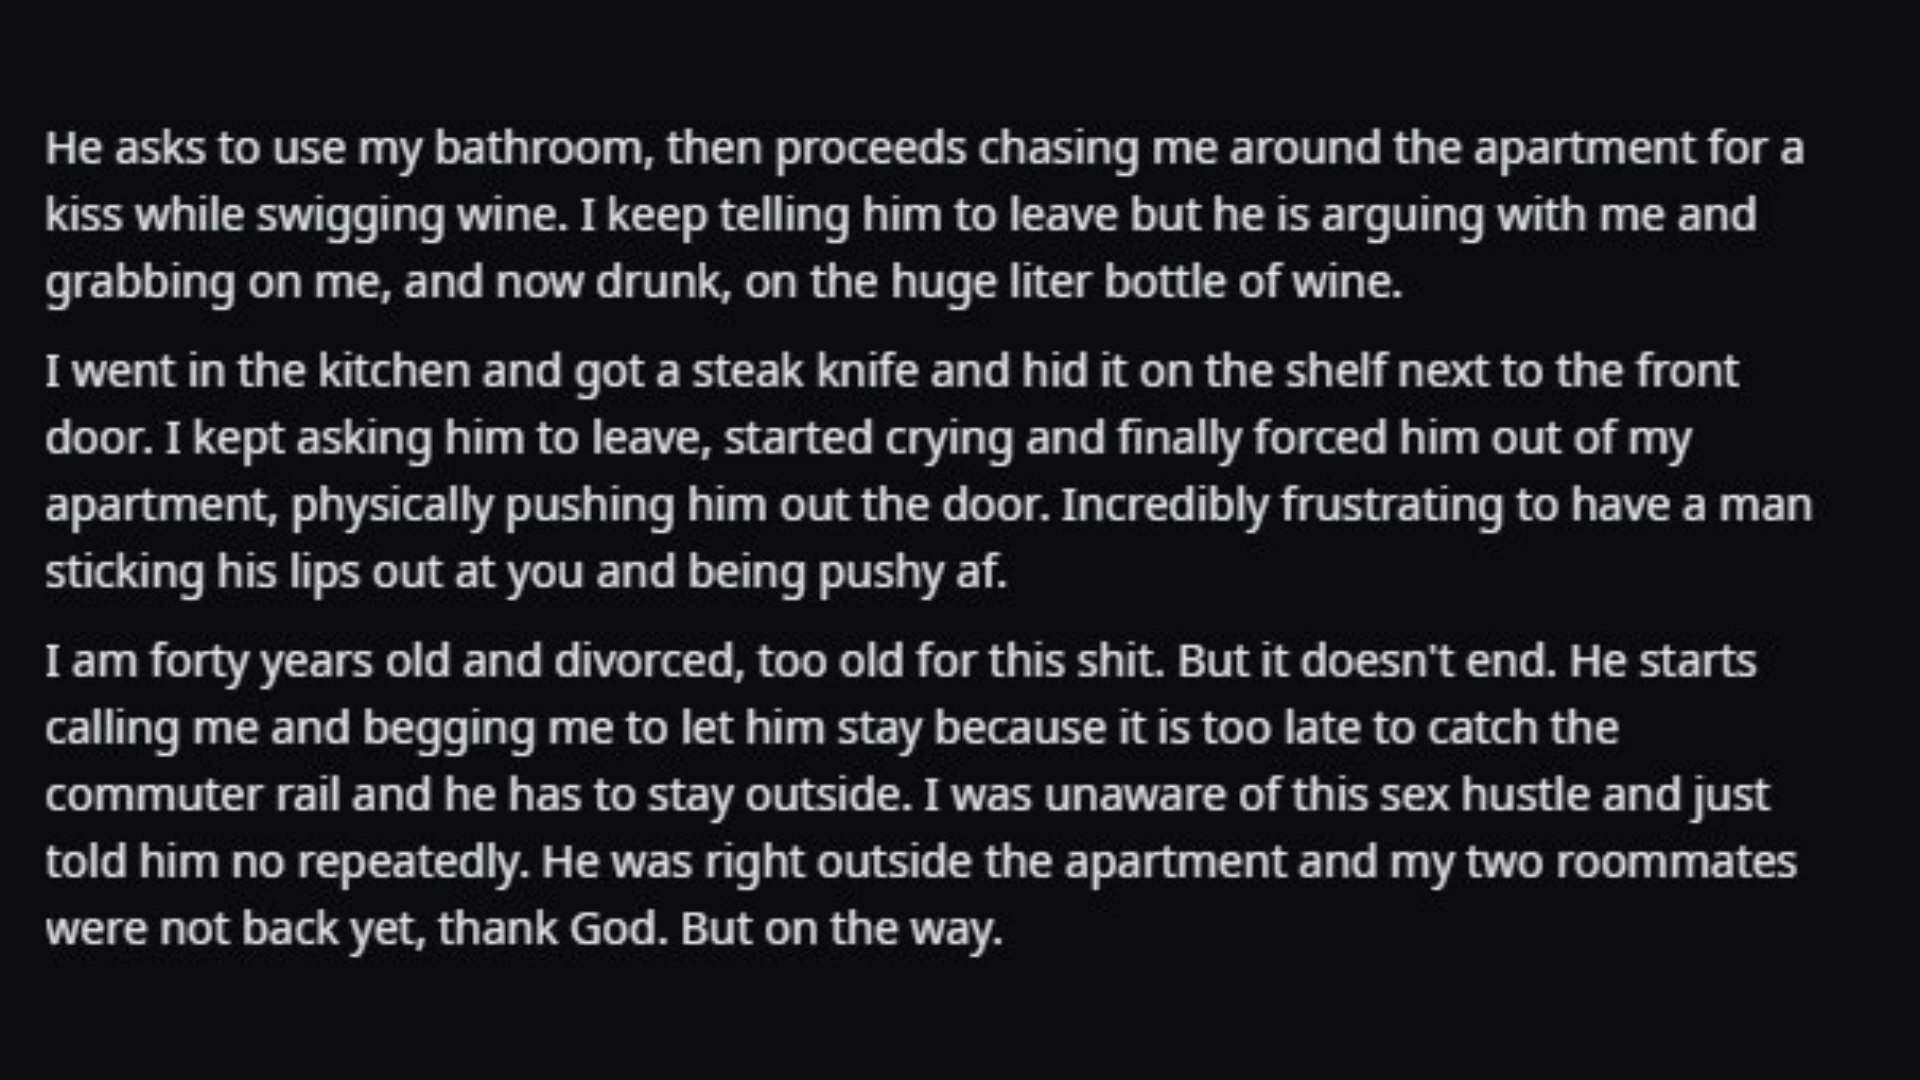 He asks to use my bathroom, then proceeds chasing me around the apartment for a
kiss while swigging wine. I keep telling him to leave but he is arguing with me and
grabbing on me, and now drunk, on the huge liter bottle of wine.
I went in the kitchen and got a steak knife and hid it on the shelf next to the front
door. I kept asking him to leave, started crying and finally forced him out of my
apartment, physically pushing him out the door. Incredibly frustrating to have a man
sticking his lips out at you and being pushy af.
I am forty years old and divorced, too old for this shit. But it doesn't end. He starts
calling me and begging me to let him stay because it is too late to catch the
commuter rail and he has to stay outside. I was unaware of this sex hustle and just
told him no repeatedly. He was right outside the apartment and my two roommates
were not back yet, thank God. But on the way.